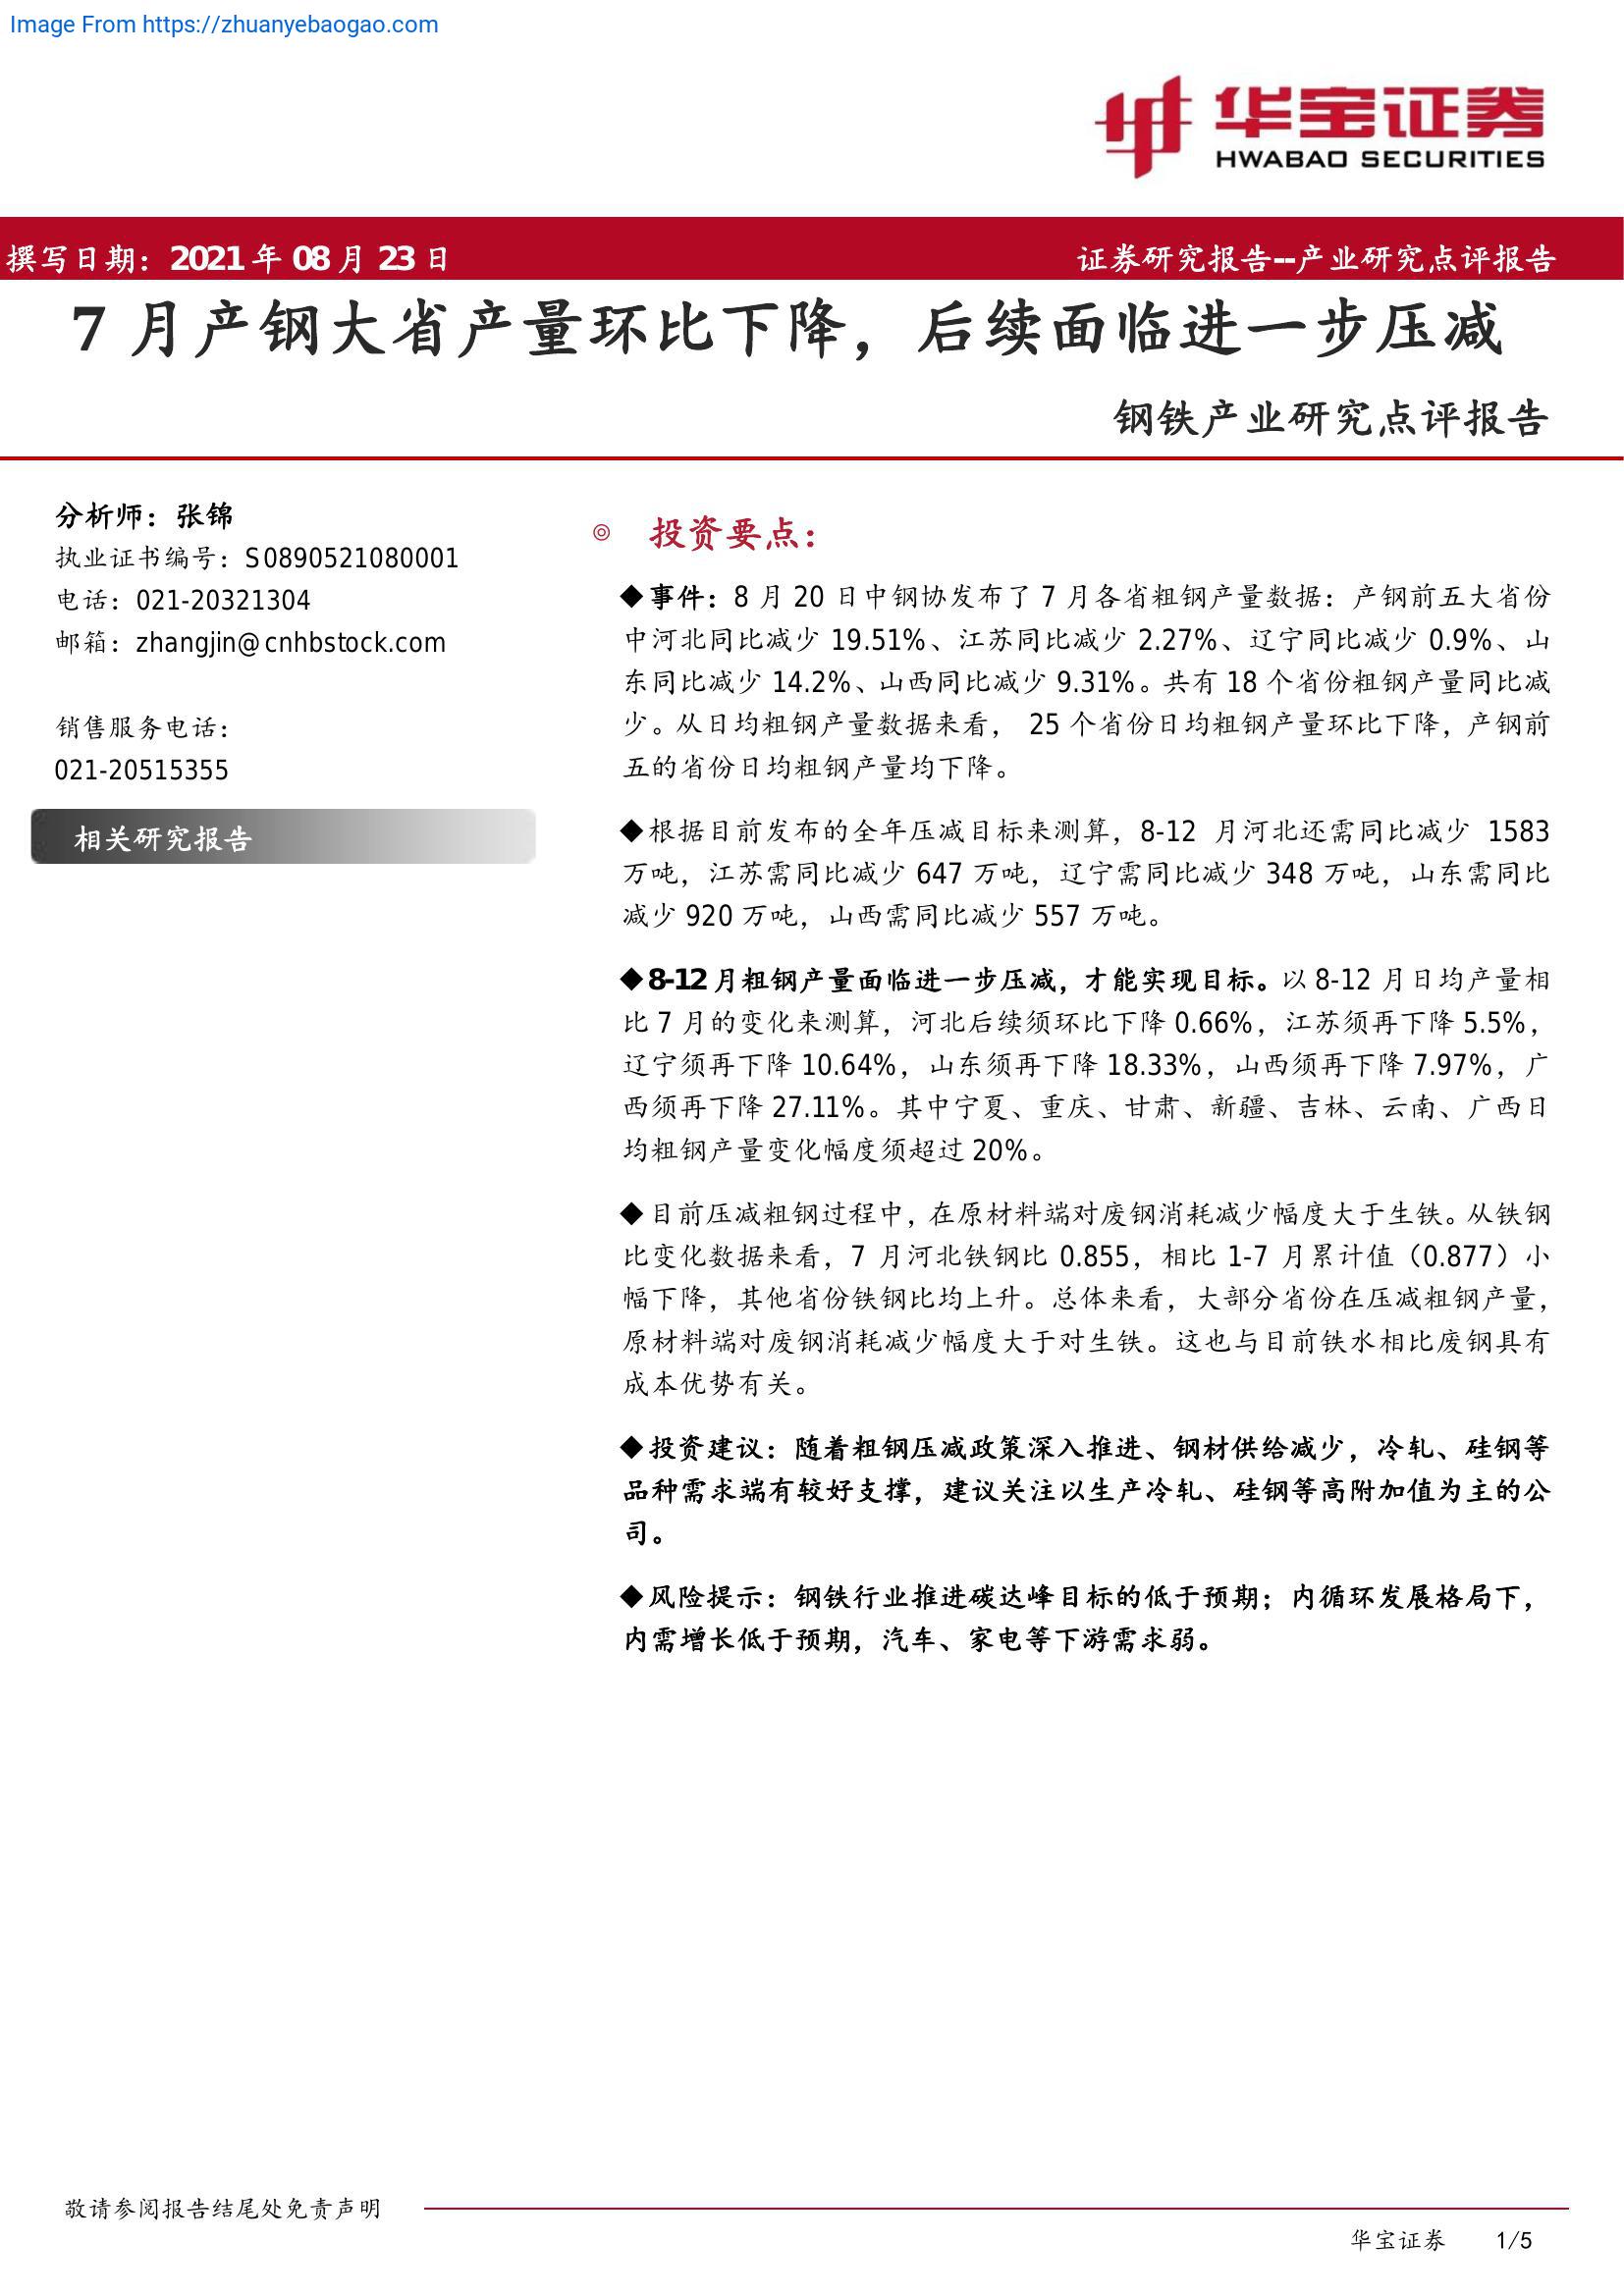 Image From https://zhuanyebaogao.com
华宝证券
HWABAO SECURITIES
撰写日期：2021 年 08 月 23 日
证券研究报告--产业研究点评报告
7 月产钢大省产量环比下降，后续面临进一步压减
钢铁产业研究点评报告
分析师：张锦
执业证书编号：S0890521080001
电话：021-20321304
邮箱：zhangjin@cnhbstock.com
销售服务电话：
021-20515355
相关研究报告
◎ 投资要点：
◆事件：8 月 20 日中钢协发布了 7 月各省粗钢产量数据：产钢前五大省份
中河北同比减少 19.51%、江苏同比减少 2.27%、辽宁同比减少 0.9%、山
东同比减少 14.2%、山西同比减少 9.31%。共有 18 个省份粗钢产量同比减
少。从日均粗钢产量数据来看， 25 个省份日均粗钢产量环比下降，产钢前
五的省份日均粗钢产量均下降。
◆根据目前发布的全年压减目标来测算，8-12 月河北还需同比减少 1583
万吨，江苏需同比减少 647 万吨，辽宁需同比减少 348 万吨，山东需同比
减少 920 万吨，山西需同比减少 557 万吨。
◆8-12 月粗钢产量面临进一步压减，才能实现目标。以 8-12 月日均产量相
比 7 月的变化来测算，河北后续须环比下降 0.66%，江苏须再下降 5.5%，
辽宁须再下降 10.64%，山东须再下降 18.33%，山西须再下降 7.97%，广
西须再下降 27.11%。其中宁夏、重庆、甘肃、新疆、吉林、云南、广西日
均粗钢产量变化幅度须超过 20%。
◆目前压减粗钢过程中，在原材料端对废钢消耗减少幅度大于生铁。从铁钢
比变化数据来看，7 月河北铁钢比 0.855，相比 1-7 月累计值（0.877）小
幅下降，其他省份铁钢比均上升。总体来看，大部分省份在压减粗钢产量，
原材料端对废钢消耗减少幅度大于对生铁。这也与目前铁水相比废钢具有
成本优势有关。
◆投资建议：随着粗钢压减政策深入推进、钢材供给减少，冷轧、硅钢等
品种需求端有较好支撑，建议关注以生产冷轧、硅钢等高附加值为主的公
司。
◆风险提示：钢铁行业推进碳达峰目标的低于预期；内循环发展格局下，
内需增长低于预期，汽车、家电等下游需求弱。
敬请参阅报告结尾处免责声明
华宝证券 1/5